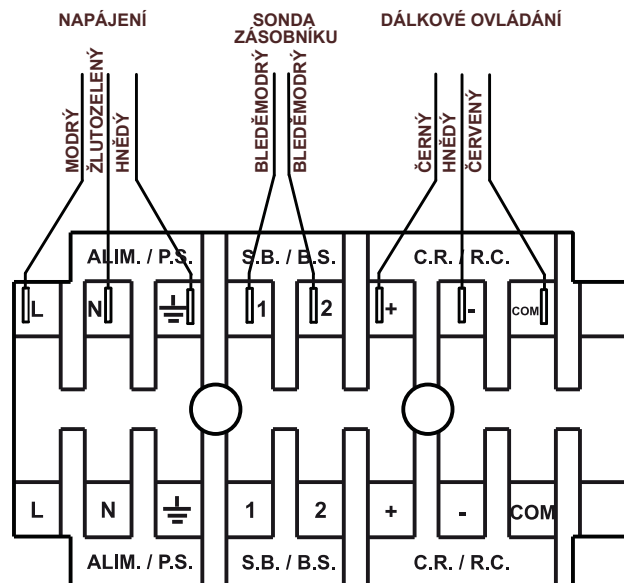 NAPÁJENÍ
SONDA
ZÁSOBNÍKU
DÁLKOVÉ OVLÁDÁNÍ
MODRÝ
ŽLUTOZELENÝ
HNĚDÝ
BLEDĚMODRÝ
BLEDĚMODRÝ
ČERNÝ
HNĚDÝ
ČERVENÝ
ALIM. / P.S.
S.B. / B.S.
C.R. / R.C.
L
N
1
2
+
-
COM
L
N
1
2
+
-
COM
ALIM. / P.S.
S.B. / B.S.
C.R. / R.C.